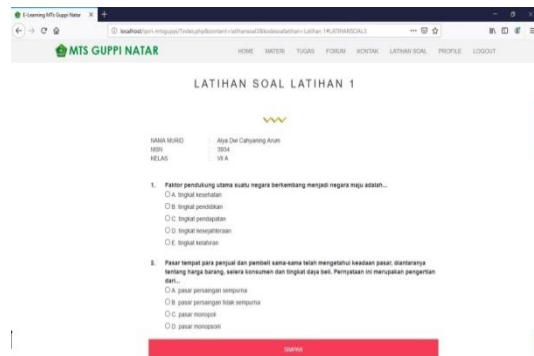 E-Learning MTs Guppi Natar
MTS GUPPI NATAR
HOME MATERI TUGAS FORUM KONTAK LATIHAN SOAL PROFILE LOGOUT
LATIHAN SOAL LATIHAN 1
NAMA MURID : Alya Dwi Cahyaning Arum
NISN : 3934
KELAS : VII A
1. Faktor pendukung utama suatu negara berkembang menjadi negara maju adalah...
A. tingkat kesehatan
B. tingkat pendidikan
C. tingkat pendapatan
D. tingkat kesejahteraan
E. tingkat kelahiran
2. Pasar tempat para penjual dan pembeli sama-sama telah mengetahui keadaan pasar, diantaranya
tentang harga barang, selera konsumen dan tingkat daya beli. Pernyataan ini merupakan pengertian
dari...
A. pasar persaingan sempurna
B. pasar persaingan tidak sempurna
C. pasar monopoli
D. pasar monopsoni
SIMPAN